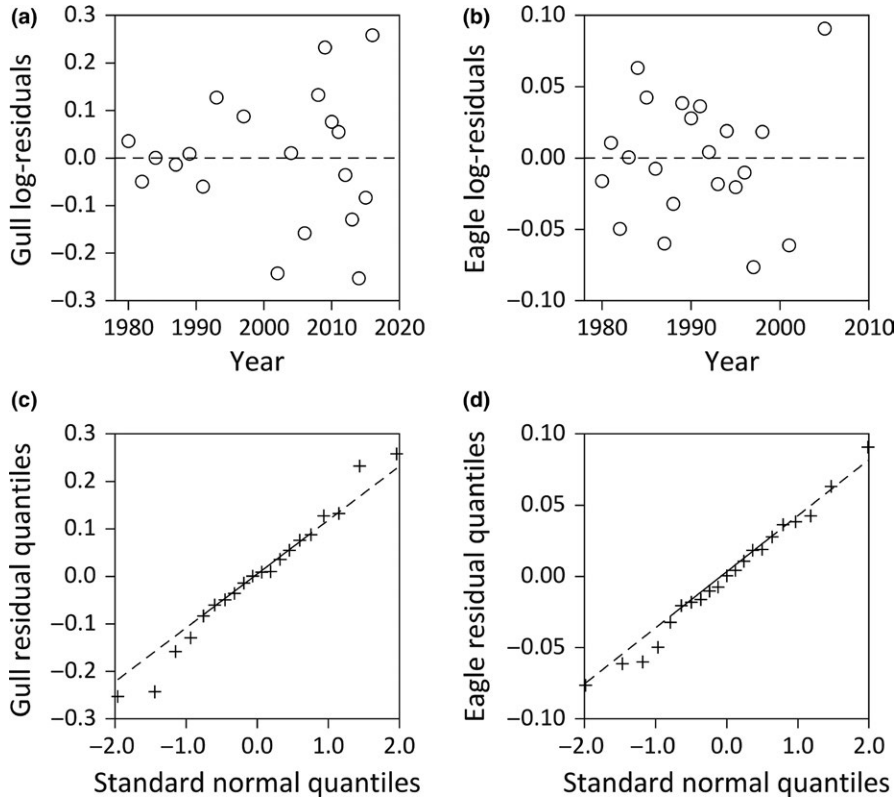 (a)
Gull log-residuals
0.3
0.2
0.1
0.0
−0.1
−0.2
−0.3
1980 1990 2000 2010 2020
Year
(b)
Eagle log-residuals
0.10
0.05
0.00
−0.05
−0.10
1980 1990 2000 2010
Year
(c)
Gull residual quantiles
0.3
0.2
0.1
0.0
−0.1
−0.2
−0.3
−2.0 −1.0 0.0 1.0 2.0
Standard normal quantiles
(d)
Eagle residual quantiles
0.10
0.05
0.00
−0.05
−0.10
−2.0 −1.0 0.0 1.0 2.0
Standard normal quantiles